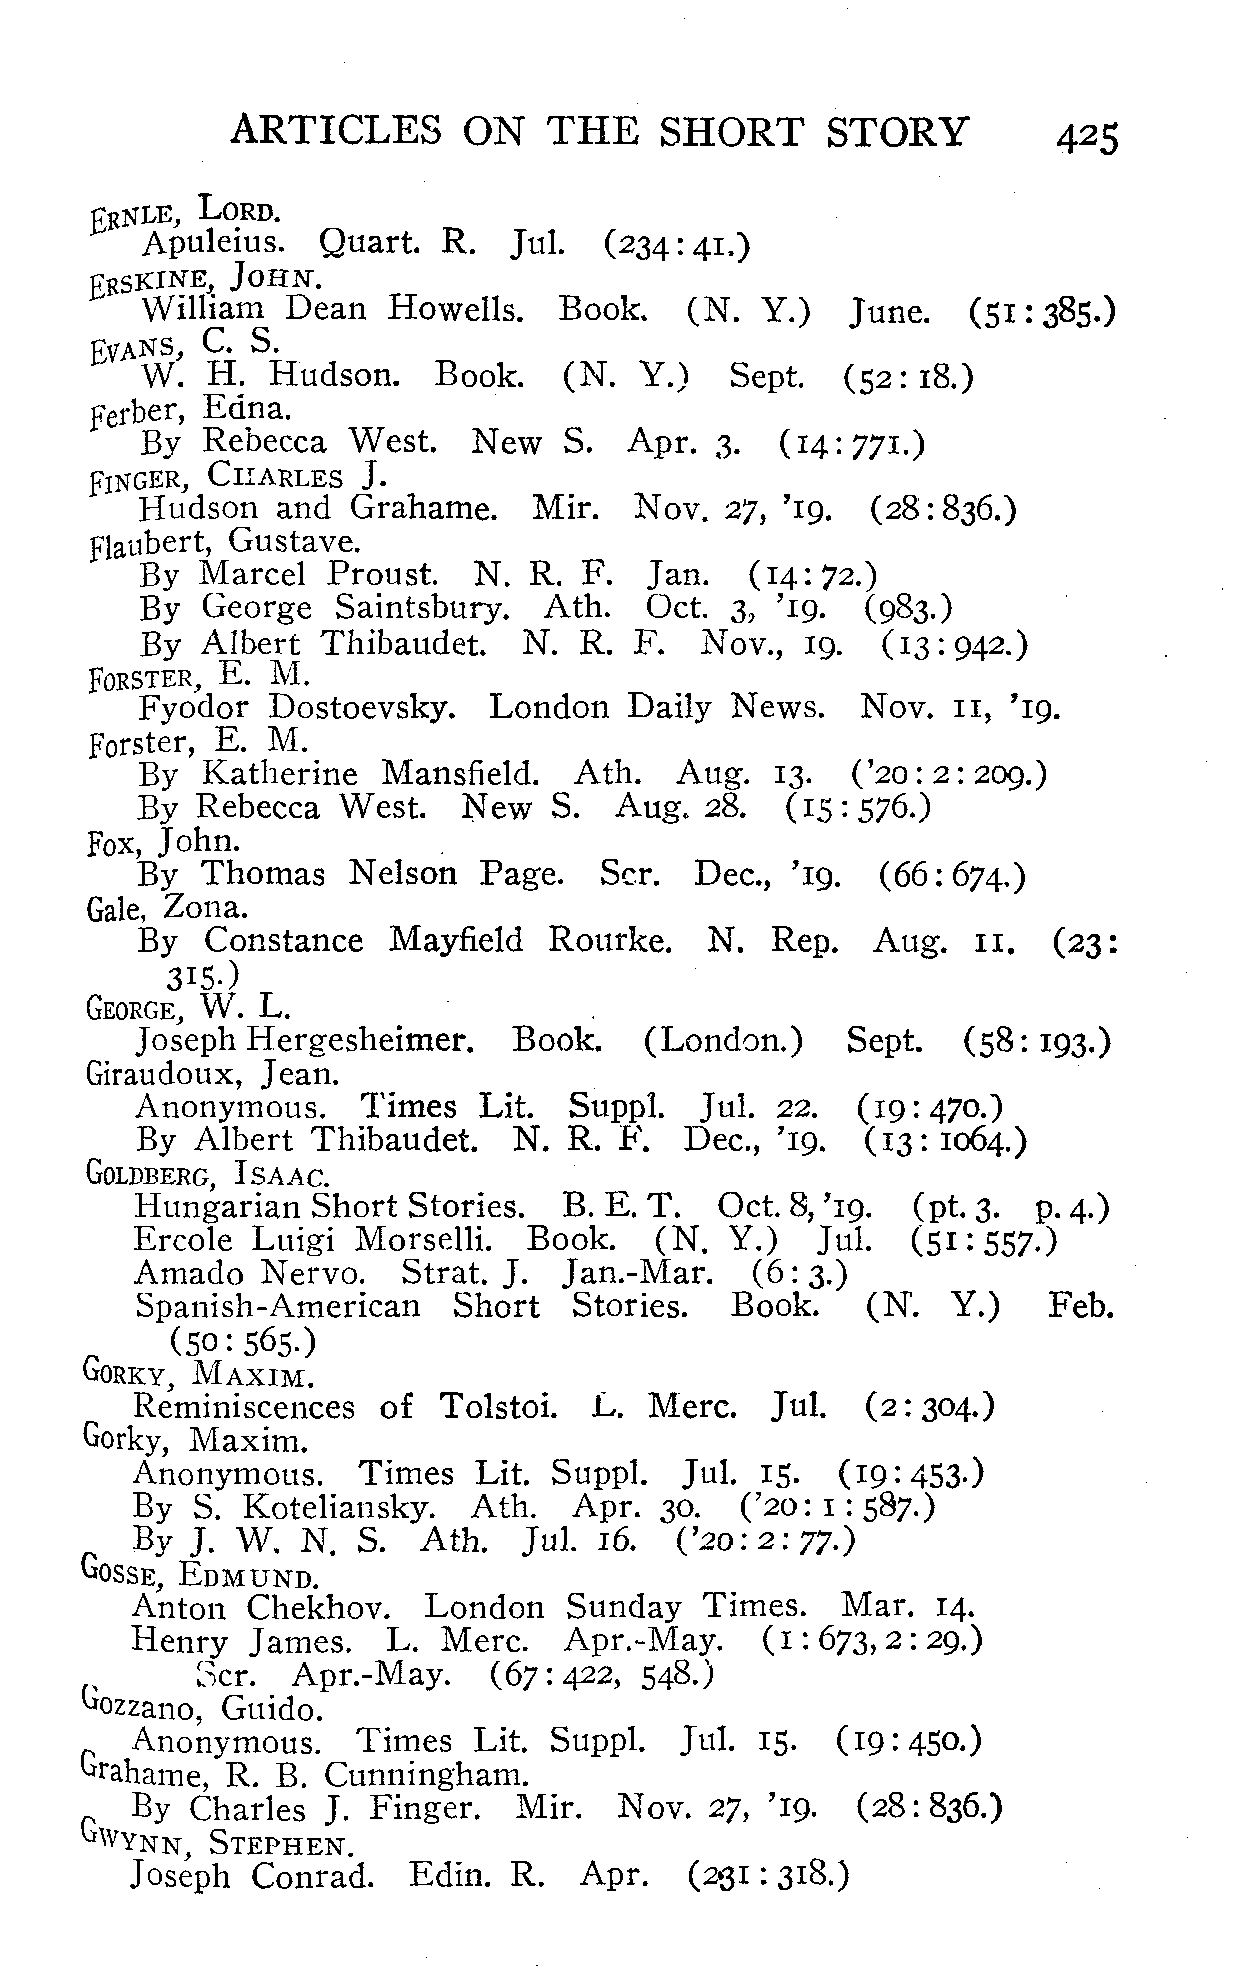 ARTICLES ON THE SHORT STORY 425
ERNLE, LORD.
Apuleius. Quart. R. Jul. (234:41.)
ERSKINE, JOHN.
William Dean Howells. Book. (N. Y.) June. (51:385.)
EVANS, C. S.
W. H. Hudson. Book. (N. Y.) Sept. (52:18.)
Ferber, Edna.
By Rebecca West. New S. Apr. 3. (14:771.)
FINGER, CHARLES J.
Hudson and Grahame. Mir. Nov. 27, '19. (28:836.)
Flaubert, Gustave.
By Marcel Proust. N. R. F. Jan. (14:72.)
By George Saintsbury. Ath. Oct. 3, '19. (983.)
By Albert Thibaudet. N. R. F. Nov., 19. (13:942.)
FORSTER, E. M.
Fyodor Dostoevsky. London Daily News. Nov. 11, '19.
Forster, E. M.
By Katherine Mansfield. Ath. Aug. 13. ('20:2:209.)
By Rebecca West. New S. Aug. 28. (15:576.)
Fox, John.
By Thomas Nelson Page. Scr. Dec., '19. (66:674.)
Gale, Zona.
By Constance Mayfield Rourke. N. Rep. Aug. 11. (23:
315.)
GEORGE, W. L.
Joseph Hergesheimer. Book. (London.) Sept. (58:193.)
Giraudoux, Jean.
Anonymous. Times Lit. Suppl. Jul. 22. (19:470.)
By Albert Thibaudet. N. R. F. Dec., '19. (13:1064.)
GOLDBERG, ISAAC.
Hungarian Short Stories. B. E. T. Oct. 8, '19. (pt. 3. p. 4.)
Ercole Luigi Morselli. Book. (N. Y.) Jul. (51:557.)
Amado Nervo. Strat. J. Jan.-Mar. (6:3.)
Spanish-American Short Stories. Book. (N. Y.) Feb.
(50:565.)
GORKY, MAXIM.
Reminiscences of Tolstoi. L. Merc. Jul. (2:304.)
Gorky, Maxim.
Anonymous. Times Lit. Suppl. Jul. 15. (19:453.)
By S. Koteliansky. Ath. Apr. 30. ('20:1:587.)
By J. W. N. S. Ath. Jul. 16. ('20:2:77.)
GOSSE, EDMUND.
Anton Chekhov. London Sunday Times. Mar. 14.
Henry James. L. Merc. Apr.-May. (1:673, 2:29.)
Scr. Apr.-May. (67:422, 548.)
Gozzano, Guido.
Anonymous. Times Lit. Suppl. Jul. 15. (19:450.)
Grahame, R. B. Cunningham.
By Charles J. Finger. Mir. Nov. 27, '19. (28:836.)
GWYNN, STEPHEN.
Joseph Conrad. Edin. R. Apr. (231:318.)